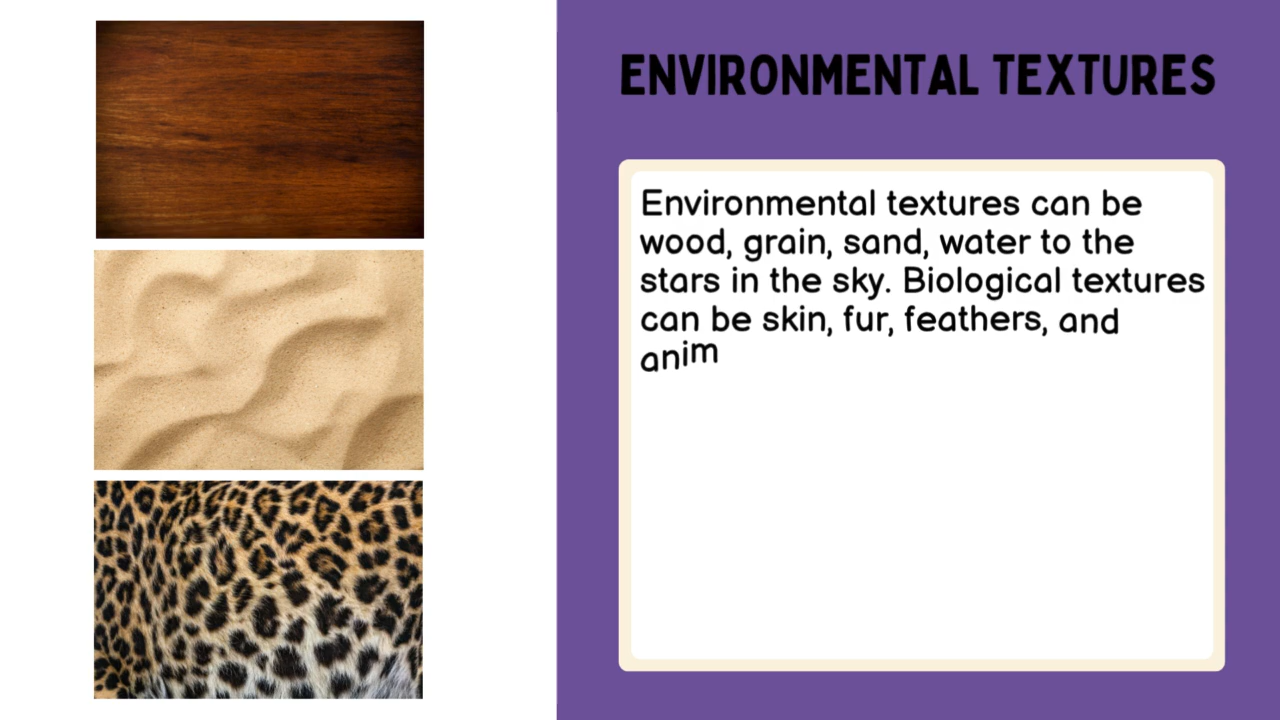 ENVIRONMENTAL TEXTURES
Environmental textures can be
wood, grain, sand, water to the
stars in the sky. Biological textures
can be skin, fur, feathers, and
anim